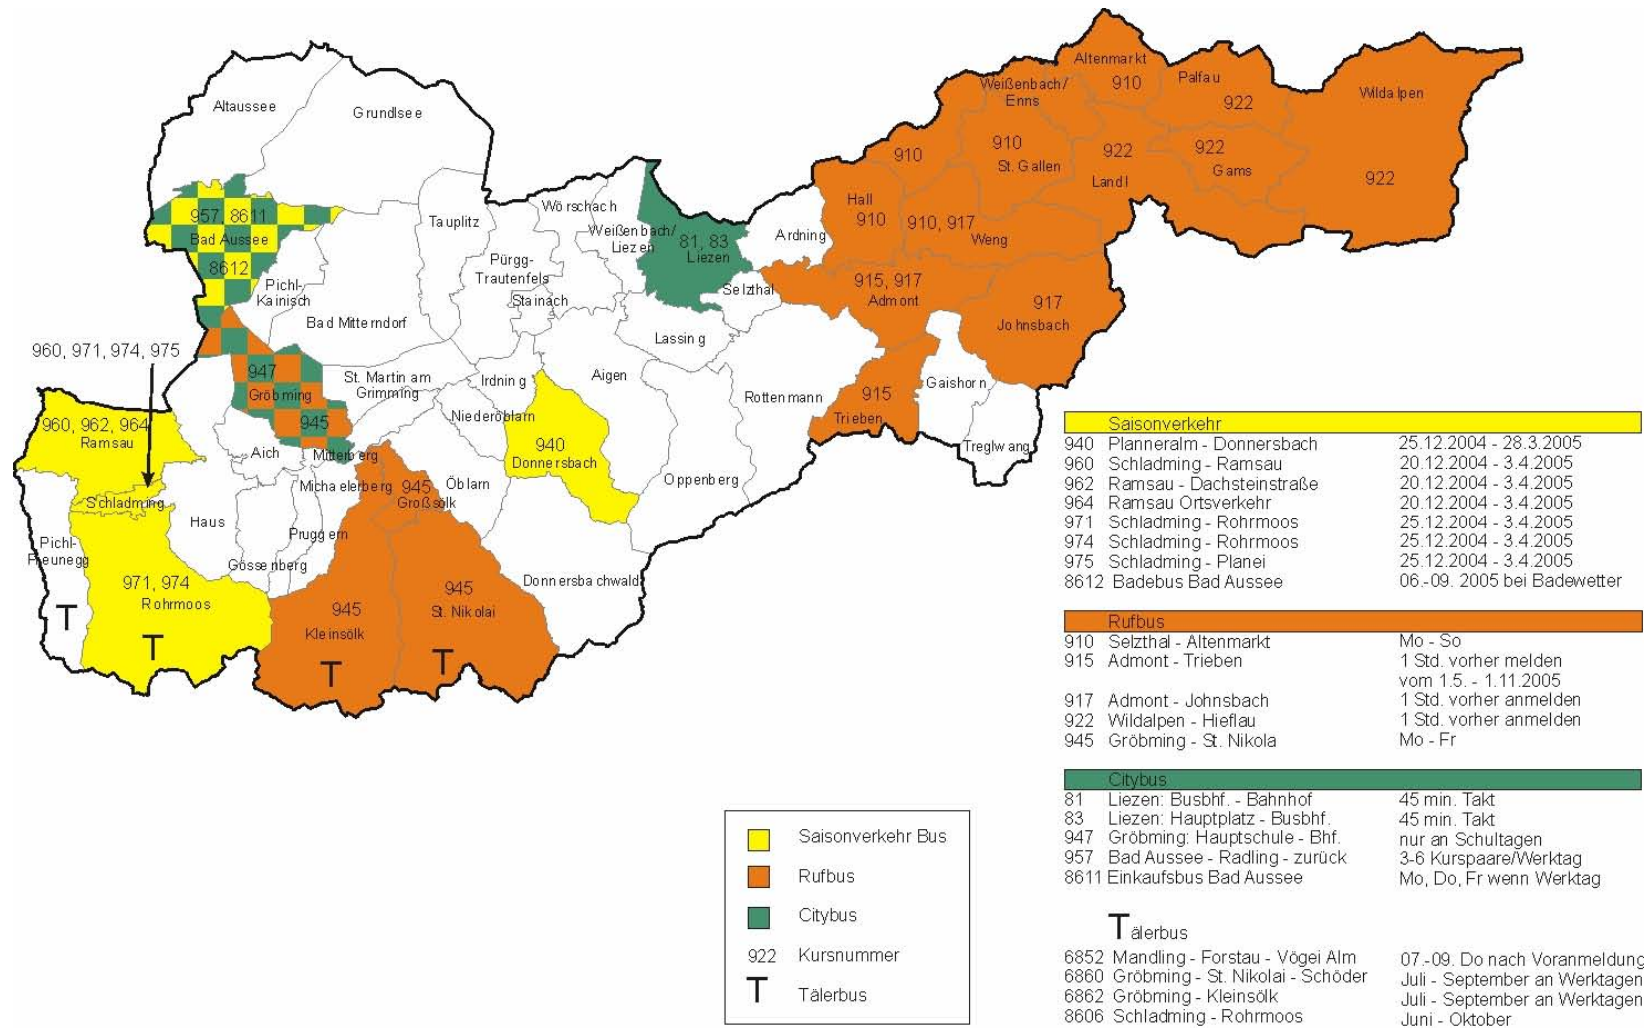 Altaussee
Grundlsee
957, 8611
Bad Aussee
8612
Pichl-
Kainisch
Bad Mitterndorf
Tauplitz
Wörschach
Weißenbach/
Liezen
Pürgg-
Trautenfels
Stainach
81, 83
Liezen
Ardning
Selzthal
Lassing
Weißenbach/
Enns
Altenmarkt
910
Palfau
922
Wildalpen
922
910
910
St. Gallen
922
Landl
922
Gams
Hall
910
910, 917
Weng
915, 917
Admont
917
Johnsbach
915
Trieben
Gaishorn
Treglwang
Rottenmann
Oppenberg
Aigen
Irdning
Niederöblarn
St. Martin am
Grimming
940
Donnersbach
Donnersbachwald
Öblarn
960, 971, 974, 975
947
Gröbming
945
Mitterberg
Aich
Michaelerberg
Pruggern
Gössenberg
Haus
960, 962, 964
Ramsau
Schladming
Pichl-
Preunegg
T
971, 974
Rohrmoos
T
945
Kleinsölk
T
945
Großsölk
945
St. Nikolai
T
Saisonverkehr Bus
Rufbus
Citybus
922 Kursnummer
T Tälerbus
Saisonverkehr
940 Planneralm - Donnersbach 25.12.2004 - 28.3.2005
960 Schladming - Ramsau 20.12.2004 - 3.4.2005
962 Ramsau - Dachsteinstraße 20.12.2004 - 3.4.2005
964 Ramsau Ortsverkehr 20.12.2004 - 3.4.2005
971 Schladming - Rohrmoos 25.12.2004 - 3.4.2005
974 Schladming - Rohrmoos 25.12.2004 - 3.4.2005
975 Schladming - Planei 25.12.2004 - 3.4.2005
8612 Badebus Bad Aussee 06.-09. 2005 bei Badewetter
Rufbus
910 Selzthal - Altenmarkt Mo - So
915 Admont - Trieben 1 Std. vorher melden
vom 1.5. - 1.11.2005
917 Admont - Johnsbach 1 Std. vorher anmelden
922 Wildalpen - Hieflau 1 Std. vorher anmelden
945 Gröbming - St. Nikola Mo - Fr
Citybus
81 Liezen: Busbhf. - Bahnhof 45 min. Takt
83 Liezen: Hauptplatz - Busbhf. 45 min. Takt
947 Gröbming: Hauptschule - Bhf. nur an Schultagen
957 Bad Aussee - Radling - zurück 3-6 Kurspaare/Werktag
8611 Einkaufsbus Bad Aussee Mo, Do, Fr wenn Werktag
Tälerbus
6852 Mandling - Forstau - Vögei Alm 07.-09. Do nach Voranmeldung
6860 Gröbming - St. Nikolai - Schöder Juli - September an Werktagen
6862 Gröbming - Kleinsölk Juli - September an Werktagen
8606 Schladming - Rohrmoos Juni - Oktober